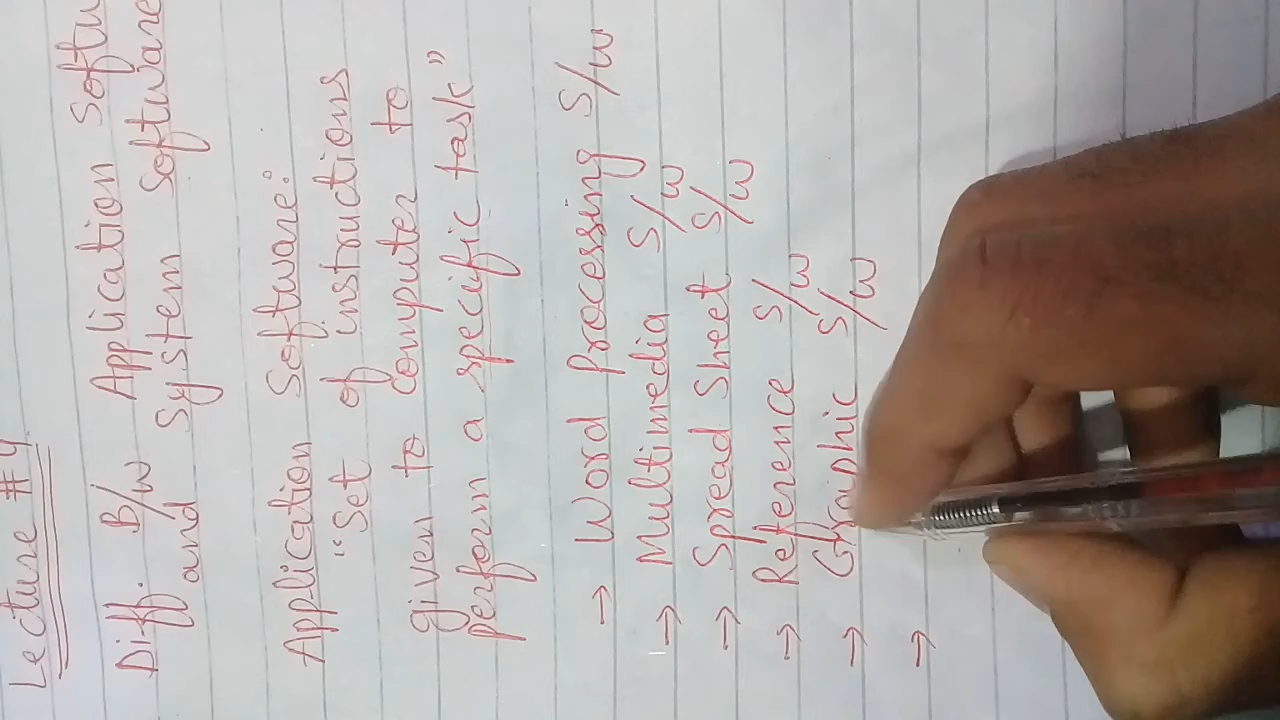 Lecture #4
Diff. B/w Application Softw
and System Software
Application Software:
"Set of instructions
given to computer to
perform a specific task"
→ Word Processing S/w
→ Multimedia S/w
→ Spread Sheet S/w
→ Reference S/w
→ Graphic S/w
→